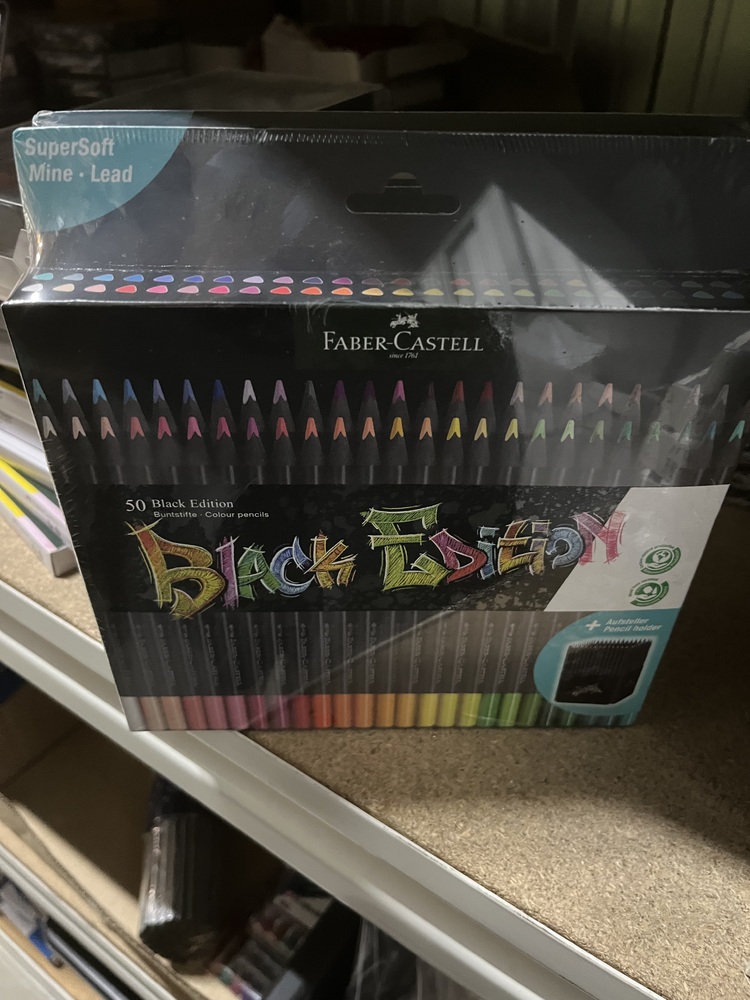 SuperSoft
Mine · Lead
FABER-CASTELL
since 1761
50 Black Edition
Buntstifte · Colour pencils
BLACK EDITION
+ Aufsteller
Pencil holder